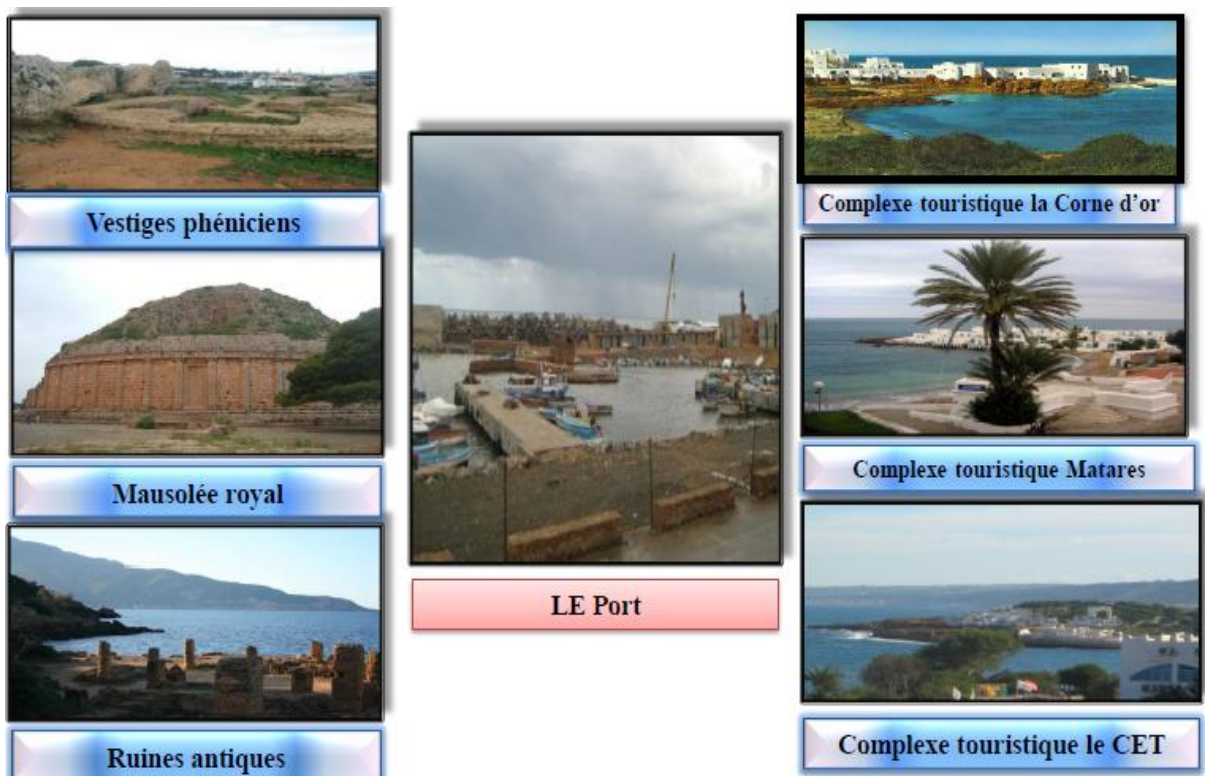 Vestiges phéniciens
Mausolée royal
Ruines antiques
LE Port
Complexe touristique la Corne d'or
Complexe touristique Matares
Complexe touristique le CET